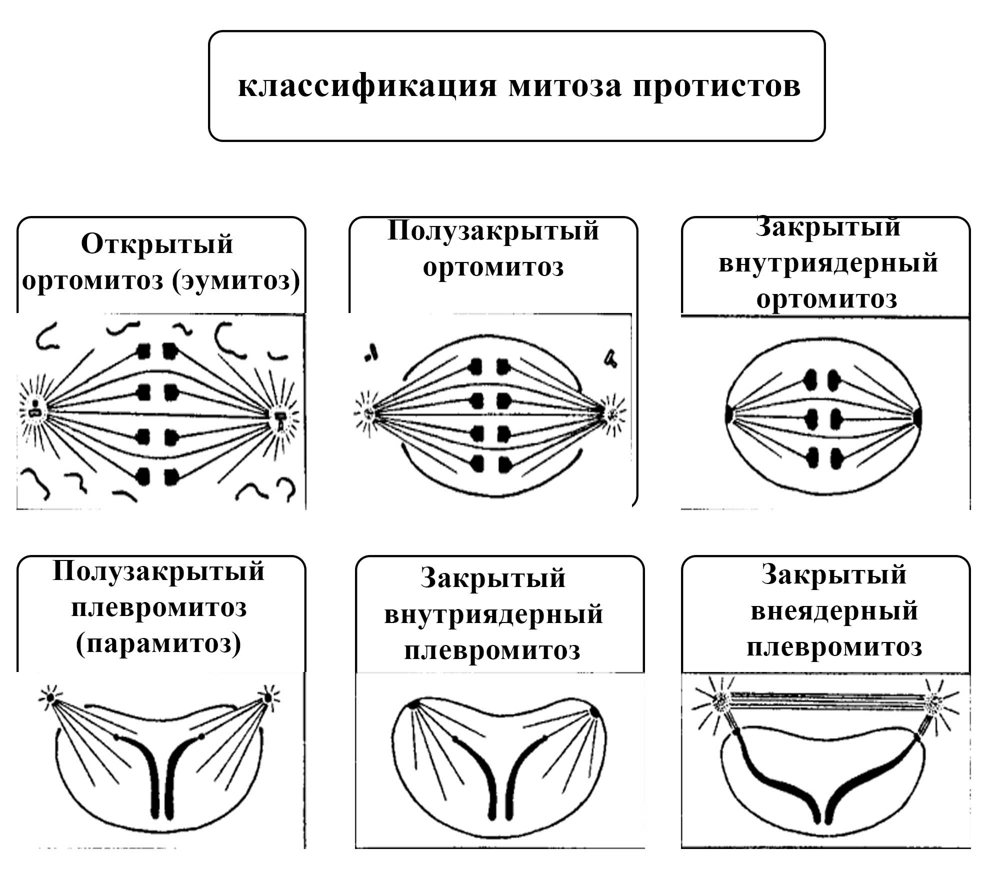 классификация митоза протистов
Открытый
ортомитоз (эумитоз)
Полузакрытый
ортомитоз
Закрытый
внутриядерный
ортомитоз
Полузакрытый
плевромитоз
(парамитоз)
Закрытый
внутриядерный
плевромитоз
Закрытый
внеядерный
плевромитоз